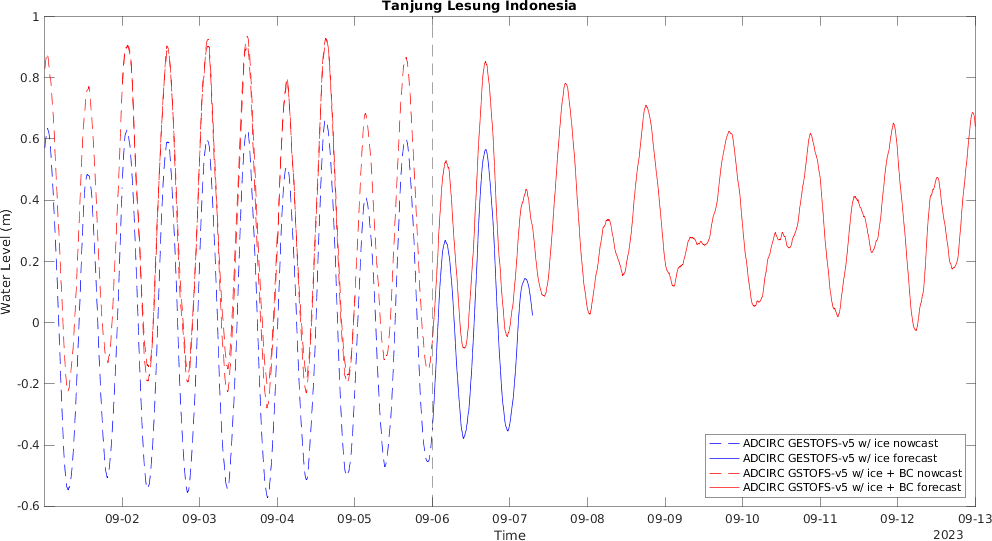 Tanjung Lesung Indonesia
1
0.8
0.6
0.4
0.2
0
-0.2
-0.4
-0.6
Water Level (m)
09-02 09-03 09-04 09-05 09-06 09-07 09-08 09-09 09-10 09-11 09-12 09-13
Time
2023
ADCIRC GESTOFS-v5 w/ ice nowcast
ADCIRC GESTOFS-v5 w/ ice forecast
ADCIRC GSTOFS-v5 w/ ice + BC nowcast
ADCIRC GSTOFS-v5 w/ ice + BC forecast